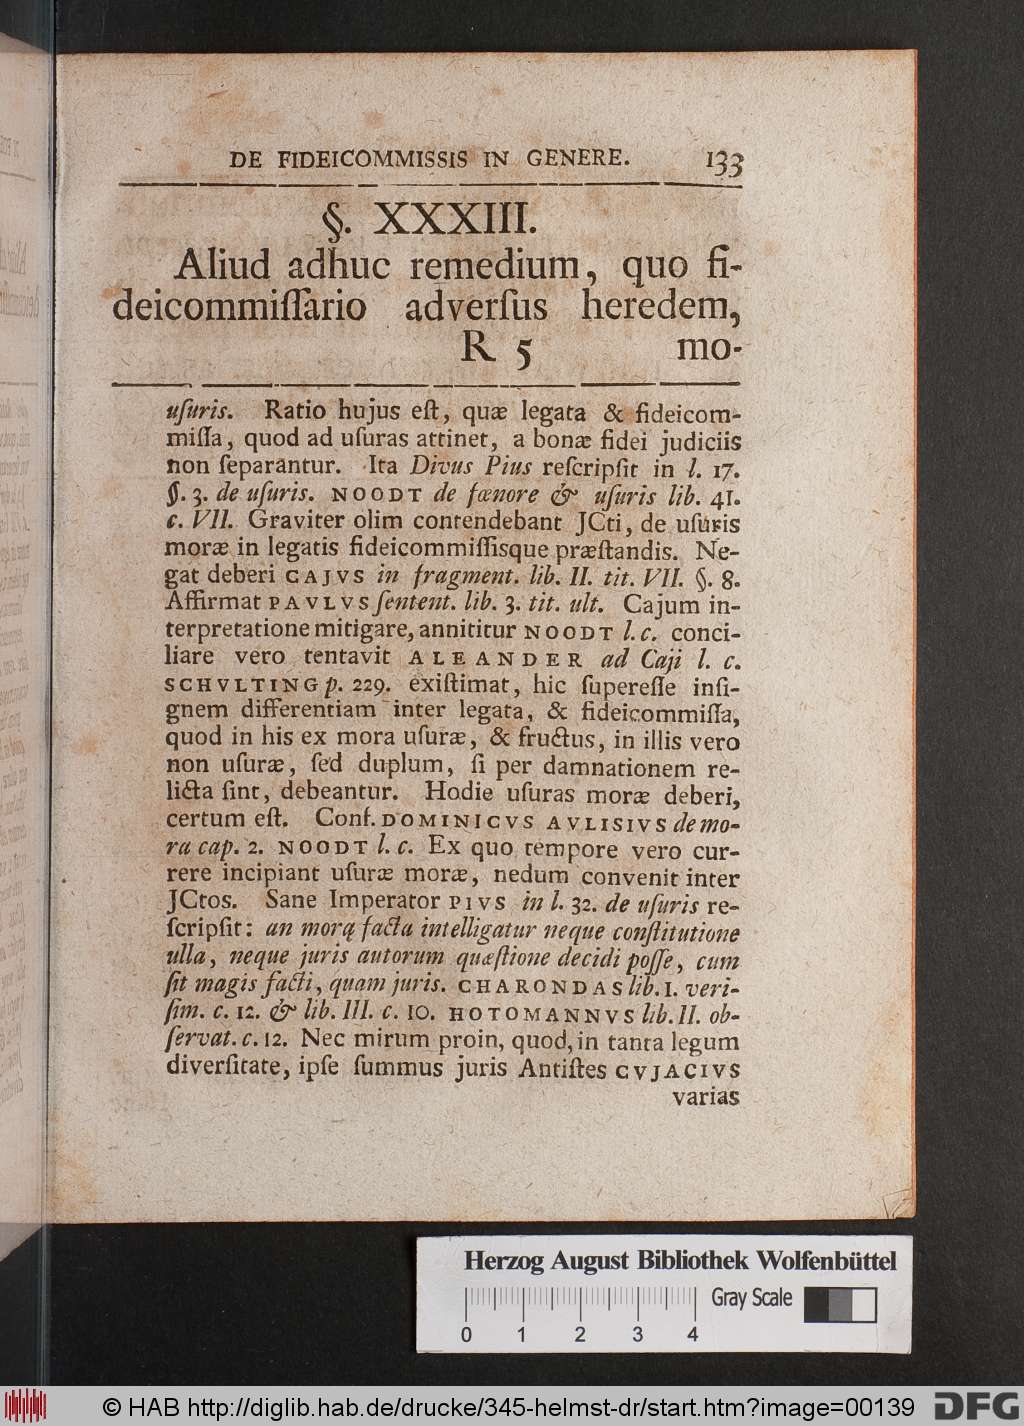 DE FIDEICOMMISSIS IN GENERE. 133
§. XXXIII.
Aliud adhuc remedium, quo fi-
deicommiſſario adverſus heredem,
R 5 mo-
uſuris. Ratio hujus eſt, quæ legata & fideicom-
miſſa, quod ad uſuras attinet, a bonæ fidei judiciis
non ſeparantur. Ita Divus Pius reſcripſit in l. 17.
§. 3. de uſuris. NOODT de fœnore & uſuris lib. 41.
c. VII. Graviter olim contendebant JCti, de uſuris
moræ in legatis fideicommiſſisque præſtandis. Ne-
gat deberi CAJVS in fragment. lib. II. tit. VII. §. 8.
Affirmat PAVLVS ſentent. lib. 3. tit. ult. Cajum in-
terpretatione mitigare, annititur NOODT l. c. conci-
liare vero tentavit ALEANDER ad Caji l. c.
SCHVLTING p. 229. exiſtimat, hic ſupereſſe inſi-
gnem differentiam inter legata, & fideicommiſſa,
quod in his ex mora uſuræ, & fructus, in illis vero
non uſuræ, ſed duplum, ſi per damnationem re-
licta ſint, debeantur. Hodie uſuras moræ deberi,
certum eſt. Conf. DOMINICVS AVLISIVS de mo-
ra cap. 2. NOODT l. c. Ex quo tempore vero cur-
rere incipiant uſuræ moræ, nedum convenit inter
JCtos. Sane Imperator PIVS in l. 32. de uſuris re-
ſcripſit: an morą facta intelligatur neque conſtitutione
ulla, neque juris autorum quæſtione decidi poſſe, cum
ſit magis facti, quam juris. CHARONDAS lib. I. veri-
ſim. c. 12. & lib. III. c. 10. HOTOMANNVS lib. II. ob-
ſervat. c. 12. Nec mirum proin, quod, in tanta legum
diverſitate, ipſe ſummus juris Antiſtes CVJACIVS
varias
Herzog August Bibliothek Wolfenbüttel
Gray Scale
0 1 2 3 4
© HAB http://diglib.hab.de/drucke/345-helmst-dr/start.htm?image=00139
DFG